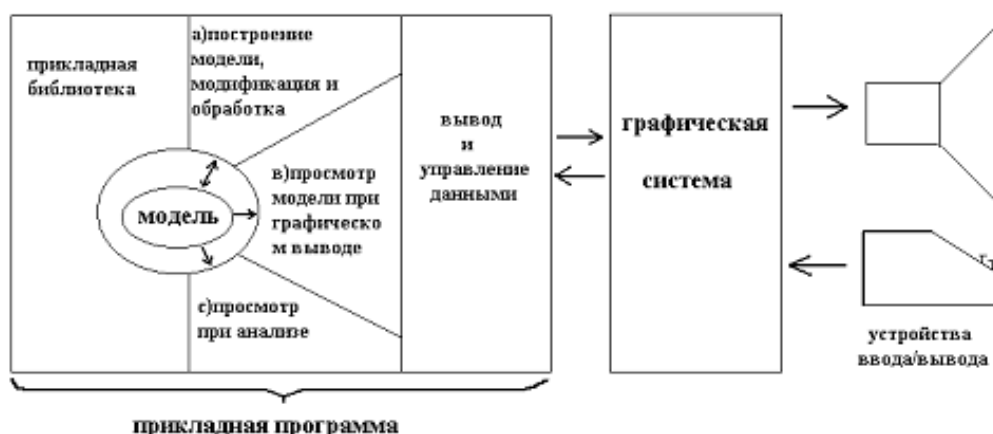 прикладная
библиотека
а)построение
модели,
модификация и
обработка
модель
в)просмотр
модели при
графическо
м выводе
с)просмотр
при анализе
вывод
и
управление
данными
графическая
система
устройства
ввода/вывода
прикладная программа